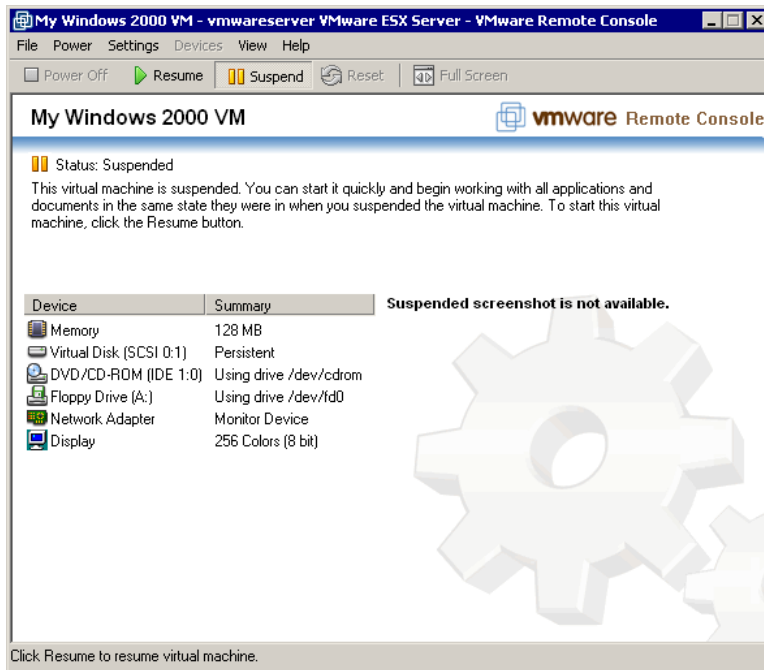 My Windows 2000 VM - vmwareserver VMware ESX Server - VMware Remote Console
File Power Settings Devices View Help
Power Off Resume Suspend Reset Full Screen
My Windows 2000 VM
vmware Remote Console
Status: Suspended
This virtual machine is suspended. You can start it quickly and begin working with all applications and
documents in the same state they were in when you suspended the virtual machine. To start this virtual
machine, click the Resume button.
Device Summary
Suspended screenshot is not available.
Memory 128 MB
Virtual Disk (SCSI 0:1) Persistent
DVD/CD-ROM (IDE 1:0) Using drive /dev/cdrom
Floppy Drive (A:) Using drive /dev/fd0
Network Adapter Monitor Device
Display 256 Colors (8 bit)
Click Resume to resume virtual machine.